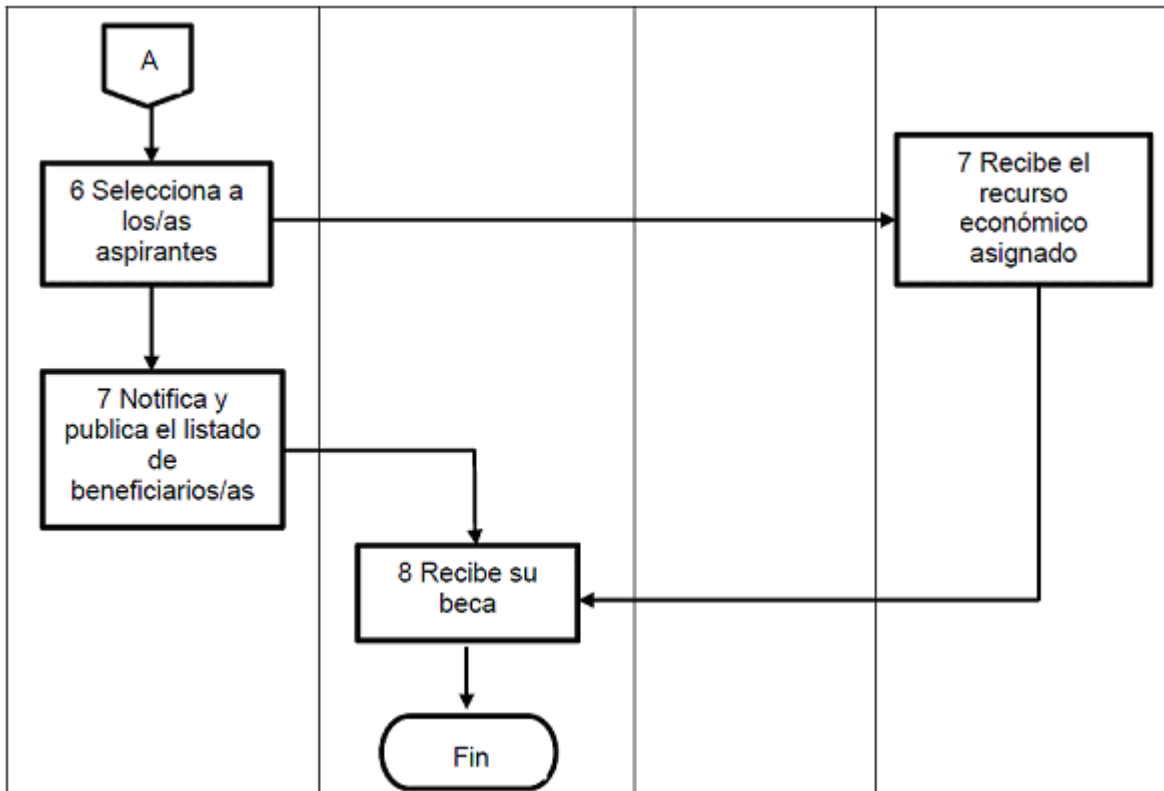 A
6 Selecciona a
los/as
aspirantes
7 Recibe el
recurso
económico
asignado
7 Notifica y
publica el listado
de
beneficiarios/as
8 Recibe su
beca
Fin